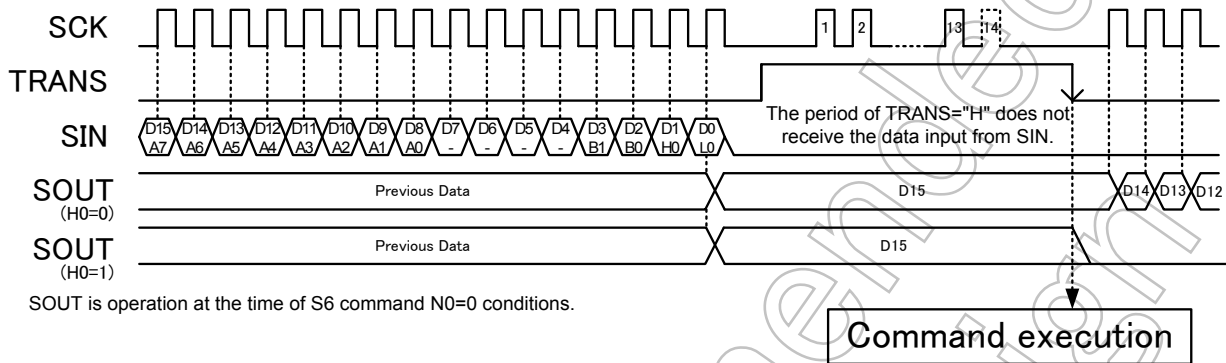 SCK 1 2 13 14
TRANS
The period of TRANS="H" does not
receive the data input from SIN.
SIN D15 D14 D13 D12 D11 D10 D9 D8 D7 D6 D5 D4 D3 D2 D1 D0
A7 A6 A5 A4 A3 A2 A1 A0 - - - - B1 B0 H0 L0
SOUT Previous Data D15 D14 D13 D12
(H0=0)
SOUT Previous Data D15
(H0=1)
SOUT is operation at the time of S6 command N0=0 conditions.
Command execution